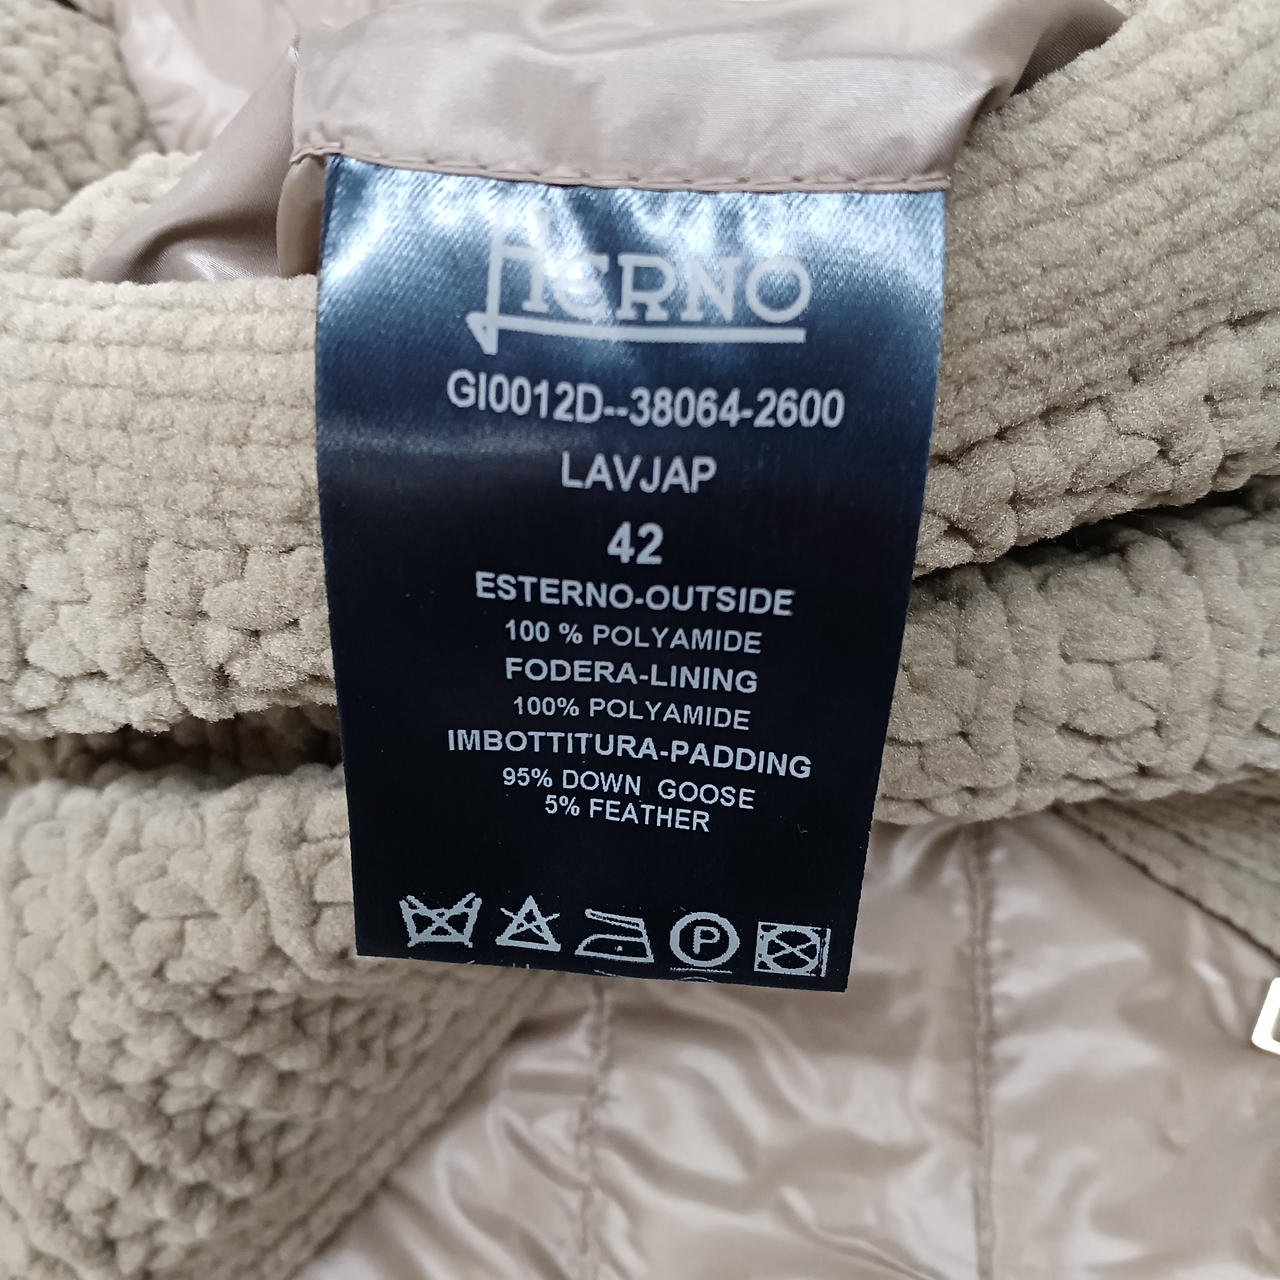 HERNO
GI0012D--38064-2600
LAVJAP
42
ESTERNO-OUTSIDE
100 % POLYAMIDE
FODERA-LINING
100% POLYAMIDE
IMBOTTITURA-PADDING
95% DOWN GOOSE
5% FEATHER
P